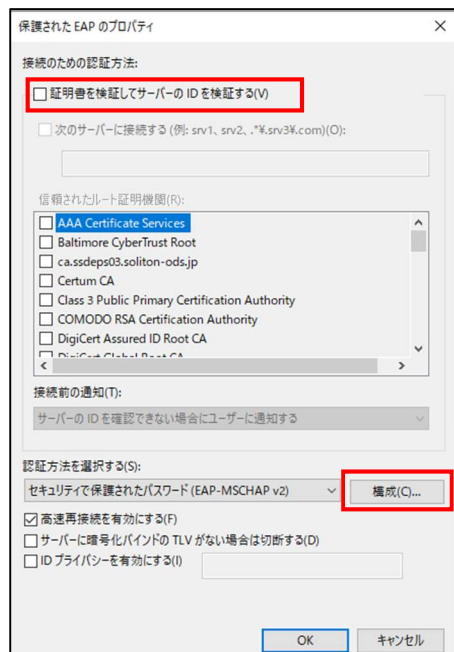 保護された EAP のプロパティ
接続のための認証方法:
証明書を検証してサーバーの ID を検証する(V)
次のサーバーに接続する (例: srv1、srv2、.*¥.srv3¥.com)(O):
信頼されたルート証明機関(R):
AAA Certificate Services
Baltimore CyberTrust Root
ca.ssdeps03.soliton-ods.jp
Certum CA
Class 3 Public Primary Certification Authority
COMODO RSA Certification Authority
DigiCert Assured ID Root CA
DigiCert Global Root CA
接続前の通知(T):
サーバーの ID を確認できない場合にユーザーに通知する
認証方法を選択する(S):
セキュリティで保護されたパスワード (EAP-MSCHAP v2) 構成(C)...
高速再接続を有効にする(F)
サーバーに暗号化バインドの TLV がない場合は切断する(D)
ID プライバシーを有効にする(I)
OK キャンセル